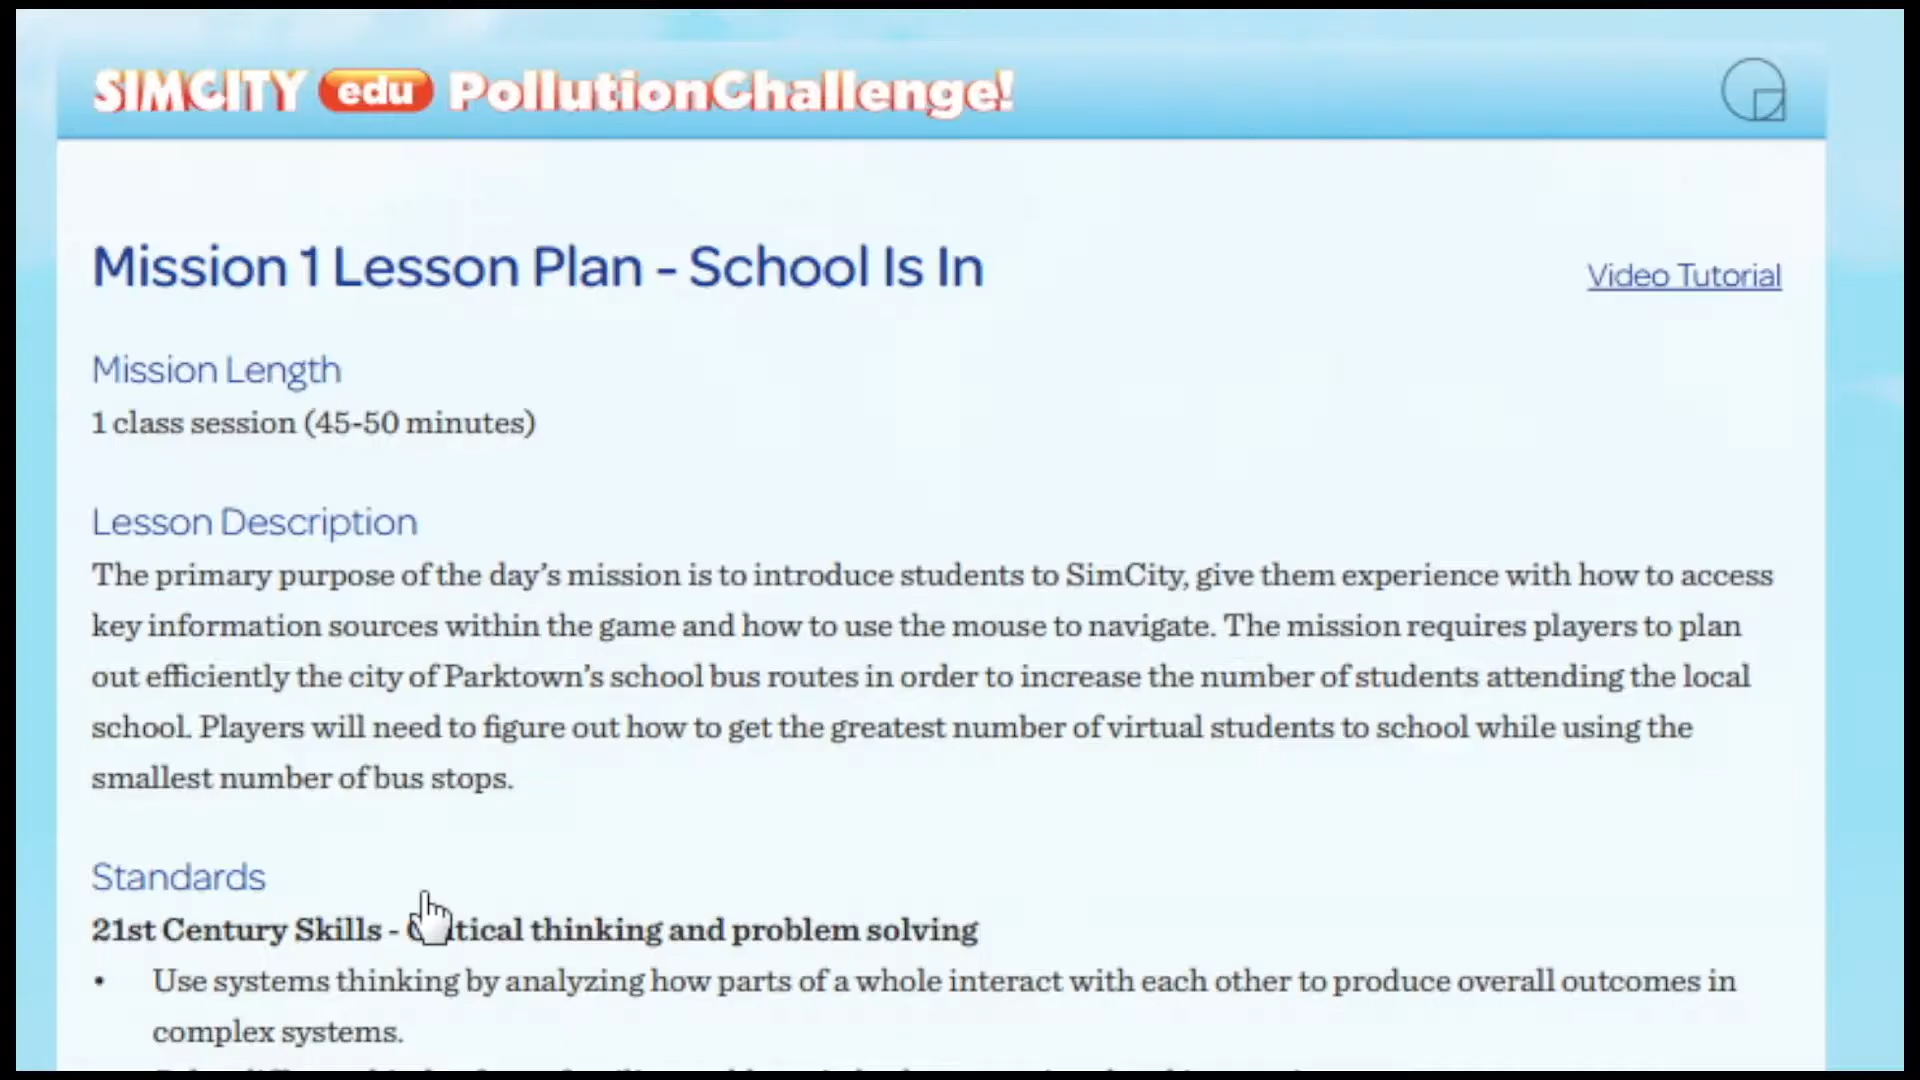 SIMCITY edu PollutionChallenge!
Mission 1 Lesson Plan - School Is In
Video Tutorial
Mission Length
1 class session (45-50 minutes)
Lesson Description
The primary purpose of the day’s mission is to introduce students to SimCity, give them experience with how to access
key information sources within the game and how to use the mouse to navigate. The mission requires players to plan
out efficiently the city of Parktown’s school bus routes in order to increase the number of students attending the local
school. Players will need to figure out how to get the greatest number of virtual students to school while using the
smallest number of bus stops.
Standards
21st Century Skills - Critical thinking and problem solving
• Use systems thinking by analyzing how parts of a whole interact with each other to produce overall outcomes in
complex systems.